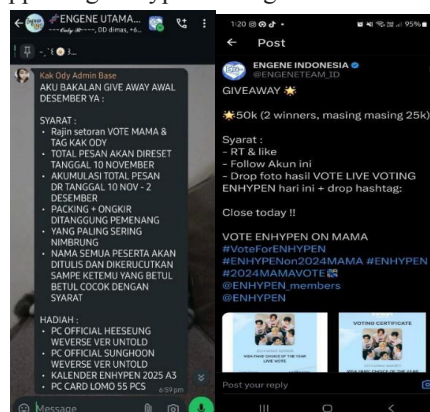 ENGENE UTAMA...
DD dimas, +6...
Kak Ody Admin Base
AKU BAKALAN GIVE AWAY AWAL
DESEMBER YA :
SYARAT :
• Rajin setoran VOTE MAMA &
TAG KAK ODY
• TOTAL PESAN AKAN DIRESET
TANGGAL 10 NOVEMBER
• AKUMULASI TOTAL PESAN
DR TANGGAL 10 NOV - 2
DESEMBER
• PACKING + ONGKIR
DITANGGUNG PEMENANG
• YANG PALING SERING
NIMBRUNG
• NAMA SEMUA PESERTA AKAN
DITULIS DAN DIKERUCUTKAN
SAMPE KETEMU YANG BETUL
BETUL COCOK DENGAN
SYARAT
HADIAH :
• PC OFFICIAL HEESEUNG
WEVERSE VER UNTOLD
• PC OFFICIAL SUNGHOON
WEVERSE VER UNTOLD
• KALENDER ENHYPEN 2025 A3
• PC CARD LOMO 55 PCS
6:59 pm
Message
1:20
95%
Post
ENGENE INDONESIA
@ENGENETEAM_ID
GIVEAWAY 🌟
🌟50k (2 winners, masing masing 25k)
Syarat :
- RT & like
- Follow Akun ini
- Drop foto hasil VOTE LIVE VOTING
ENHYPEN hari ini + drop hashtag:
Close today !!
VOTE ENHYPEN ON MAMA
#VoteForENHYPEN
#ENHYPENon2024MAMA #ENHYPEN
#2024MAMAVOTE
@ENHYPEN_members
@ENHYPEN
VOTING CERTIFICATE
Post your reply